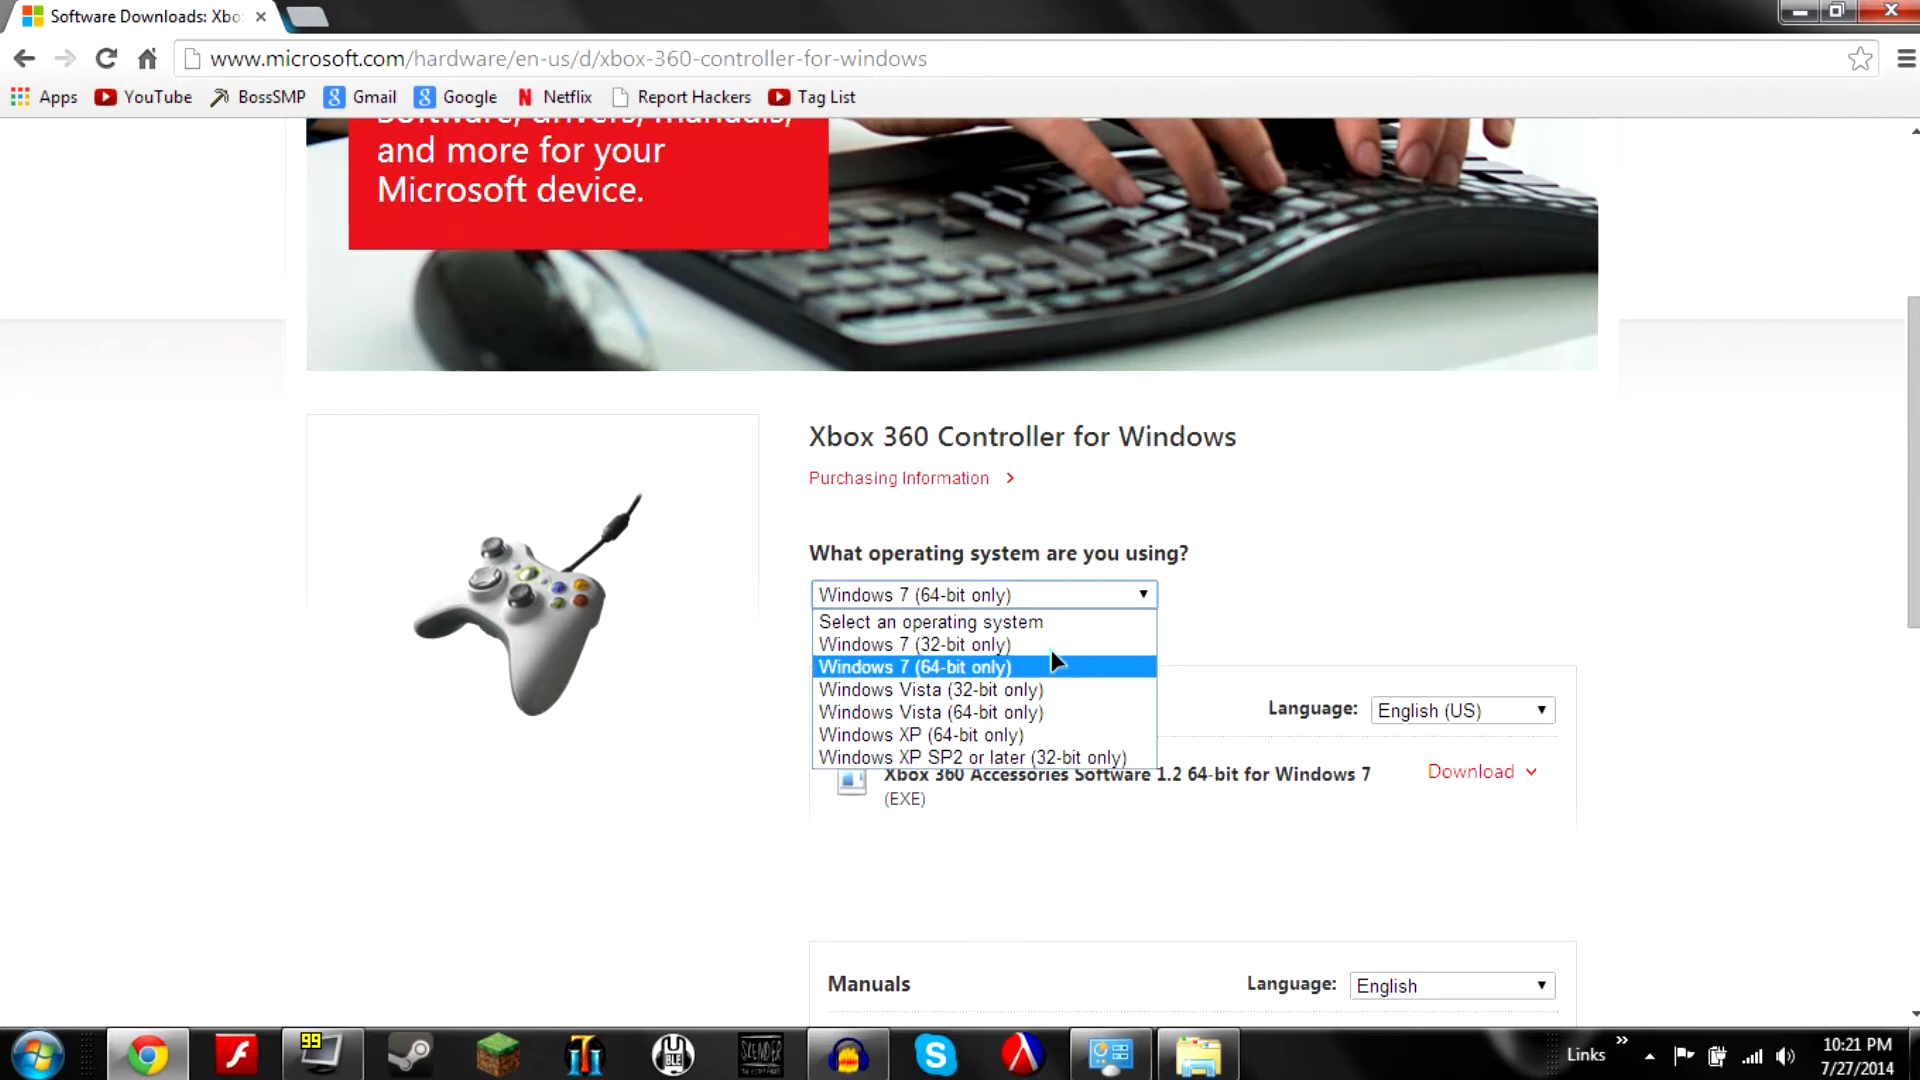 Software Downloads: Xbo
www.microsoft.com/hardware/en-us/d/xbox-360-controller-for-windows
Apps YouTube BossSMP Gmail Google Netflix Report Hackers Tag List
Software, drivers, manuals,
and more for your
Microsoft device.
Xbox 360 Controller for Windows
Purchasing Information
What operating system are you using?
Windows 7 (64-bit only)
Select an operating system
Windows 7 (32-bit only)
Windows 7 (64-bit only)
Windows Vista (32-bit only)
Windows Vista (64-bit only)
Windows XP (64-bit only)
Windows XP SP2 or later (32-bit only)
Language: English (US)
Xbox 360 Accessories Software 1.2 64-bit for Windows 7
(EXE)
Download
Manuals
Language: English
99
SLENDER
Links
10:21 PM
7/27/2014